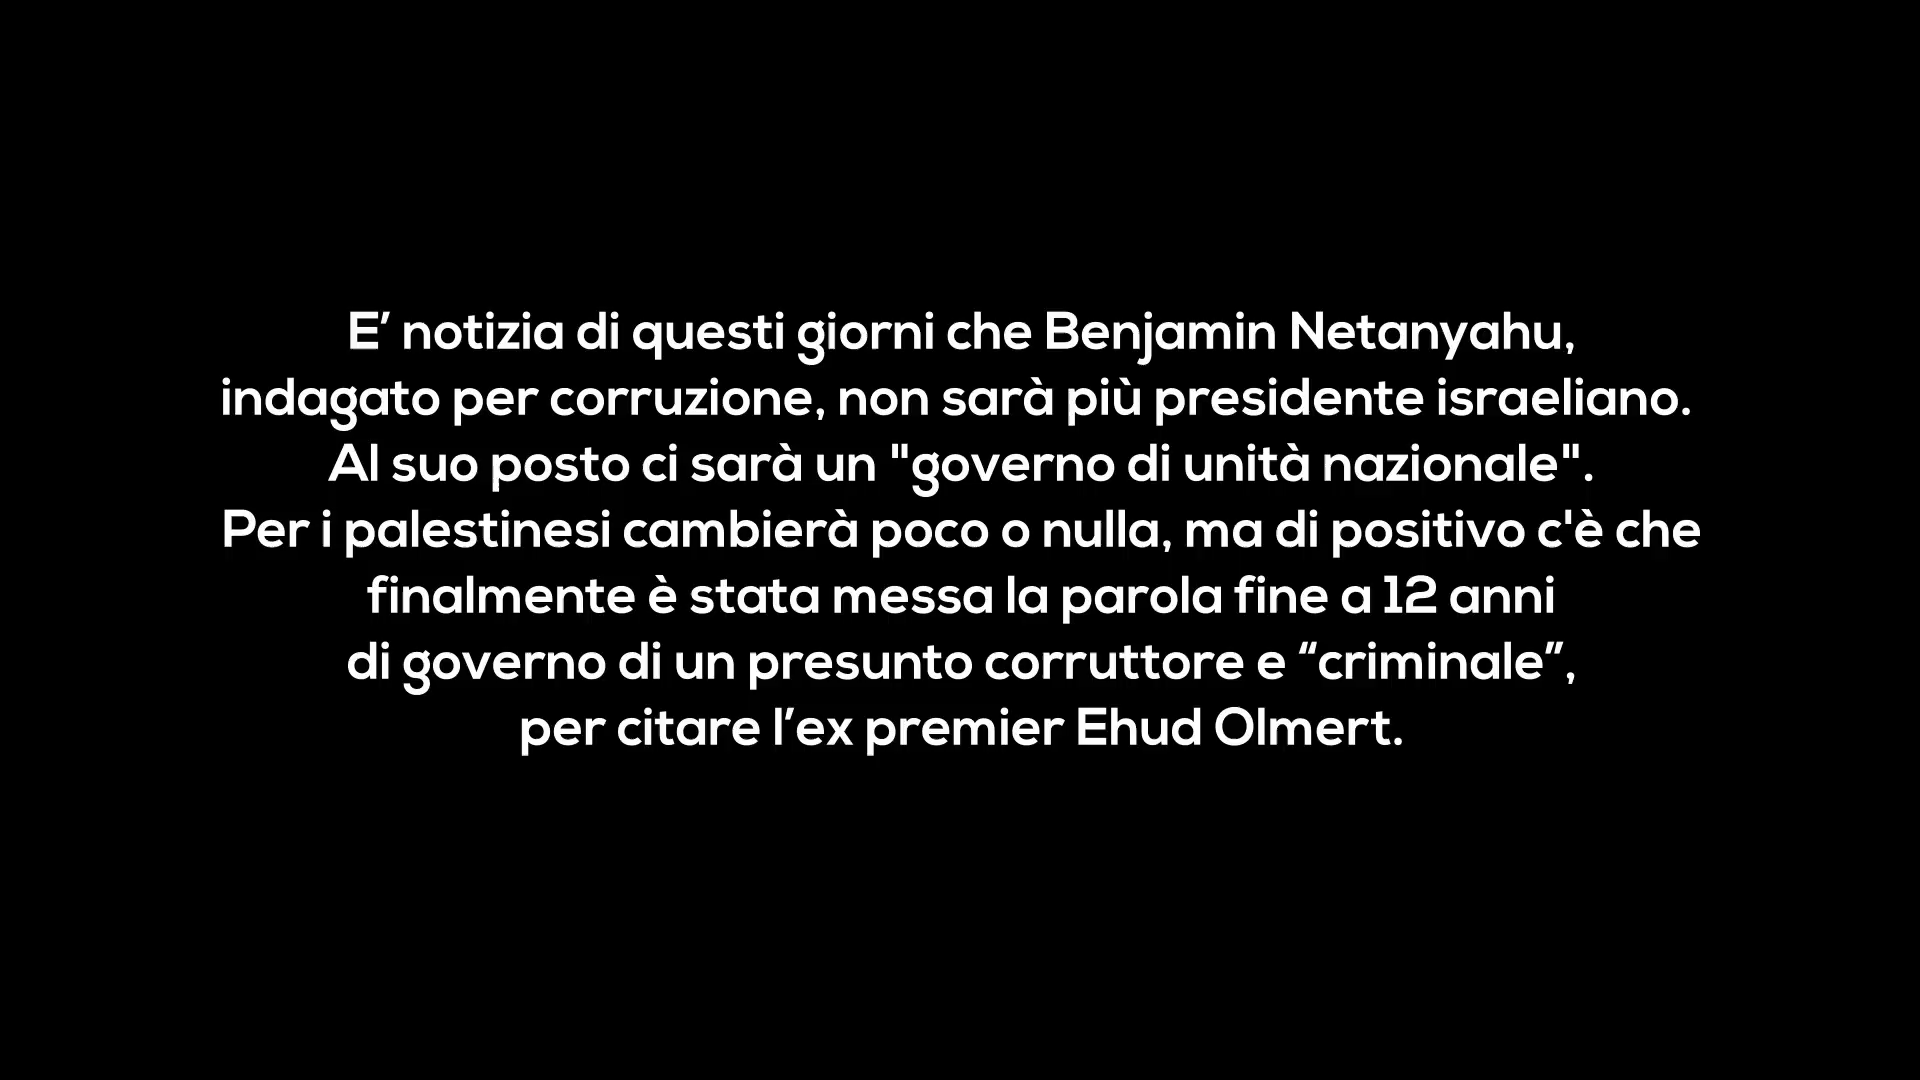 E’ notizia di questi giorni che Benjamin Netanyahu,
indagato per corruzione, non sarà più presidente israeliano.
Al suo posto ci sarà un "governo di unità nazionale".
Per i palestinesi cambierà poco o nulla, ma di positivo c'è che
finalmente è stata messa la parola fine a 12 anni
di governo di un presunto corruttore e “criminale”,
per citare l’ex premier Ehud Olmert.